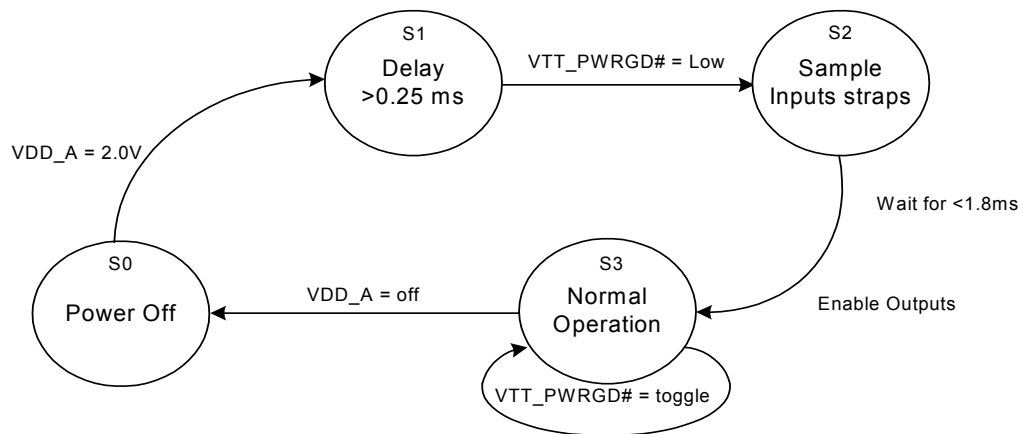 S1
Delay
>0.25 ms
VTT_PWRGD# = Low
S2
Sample
Inputs straps
VDD_A = 2.0V
Wait for <1.8ms
S0
Power Off
VDD_A = off
S3
Normal
Operation
Enable Outputs
VTT_PWRGD# = toggle